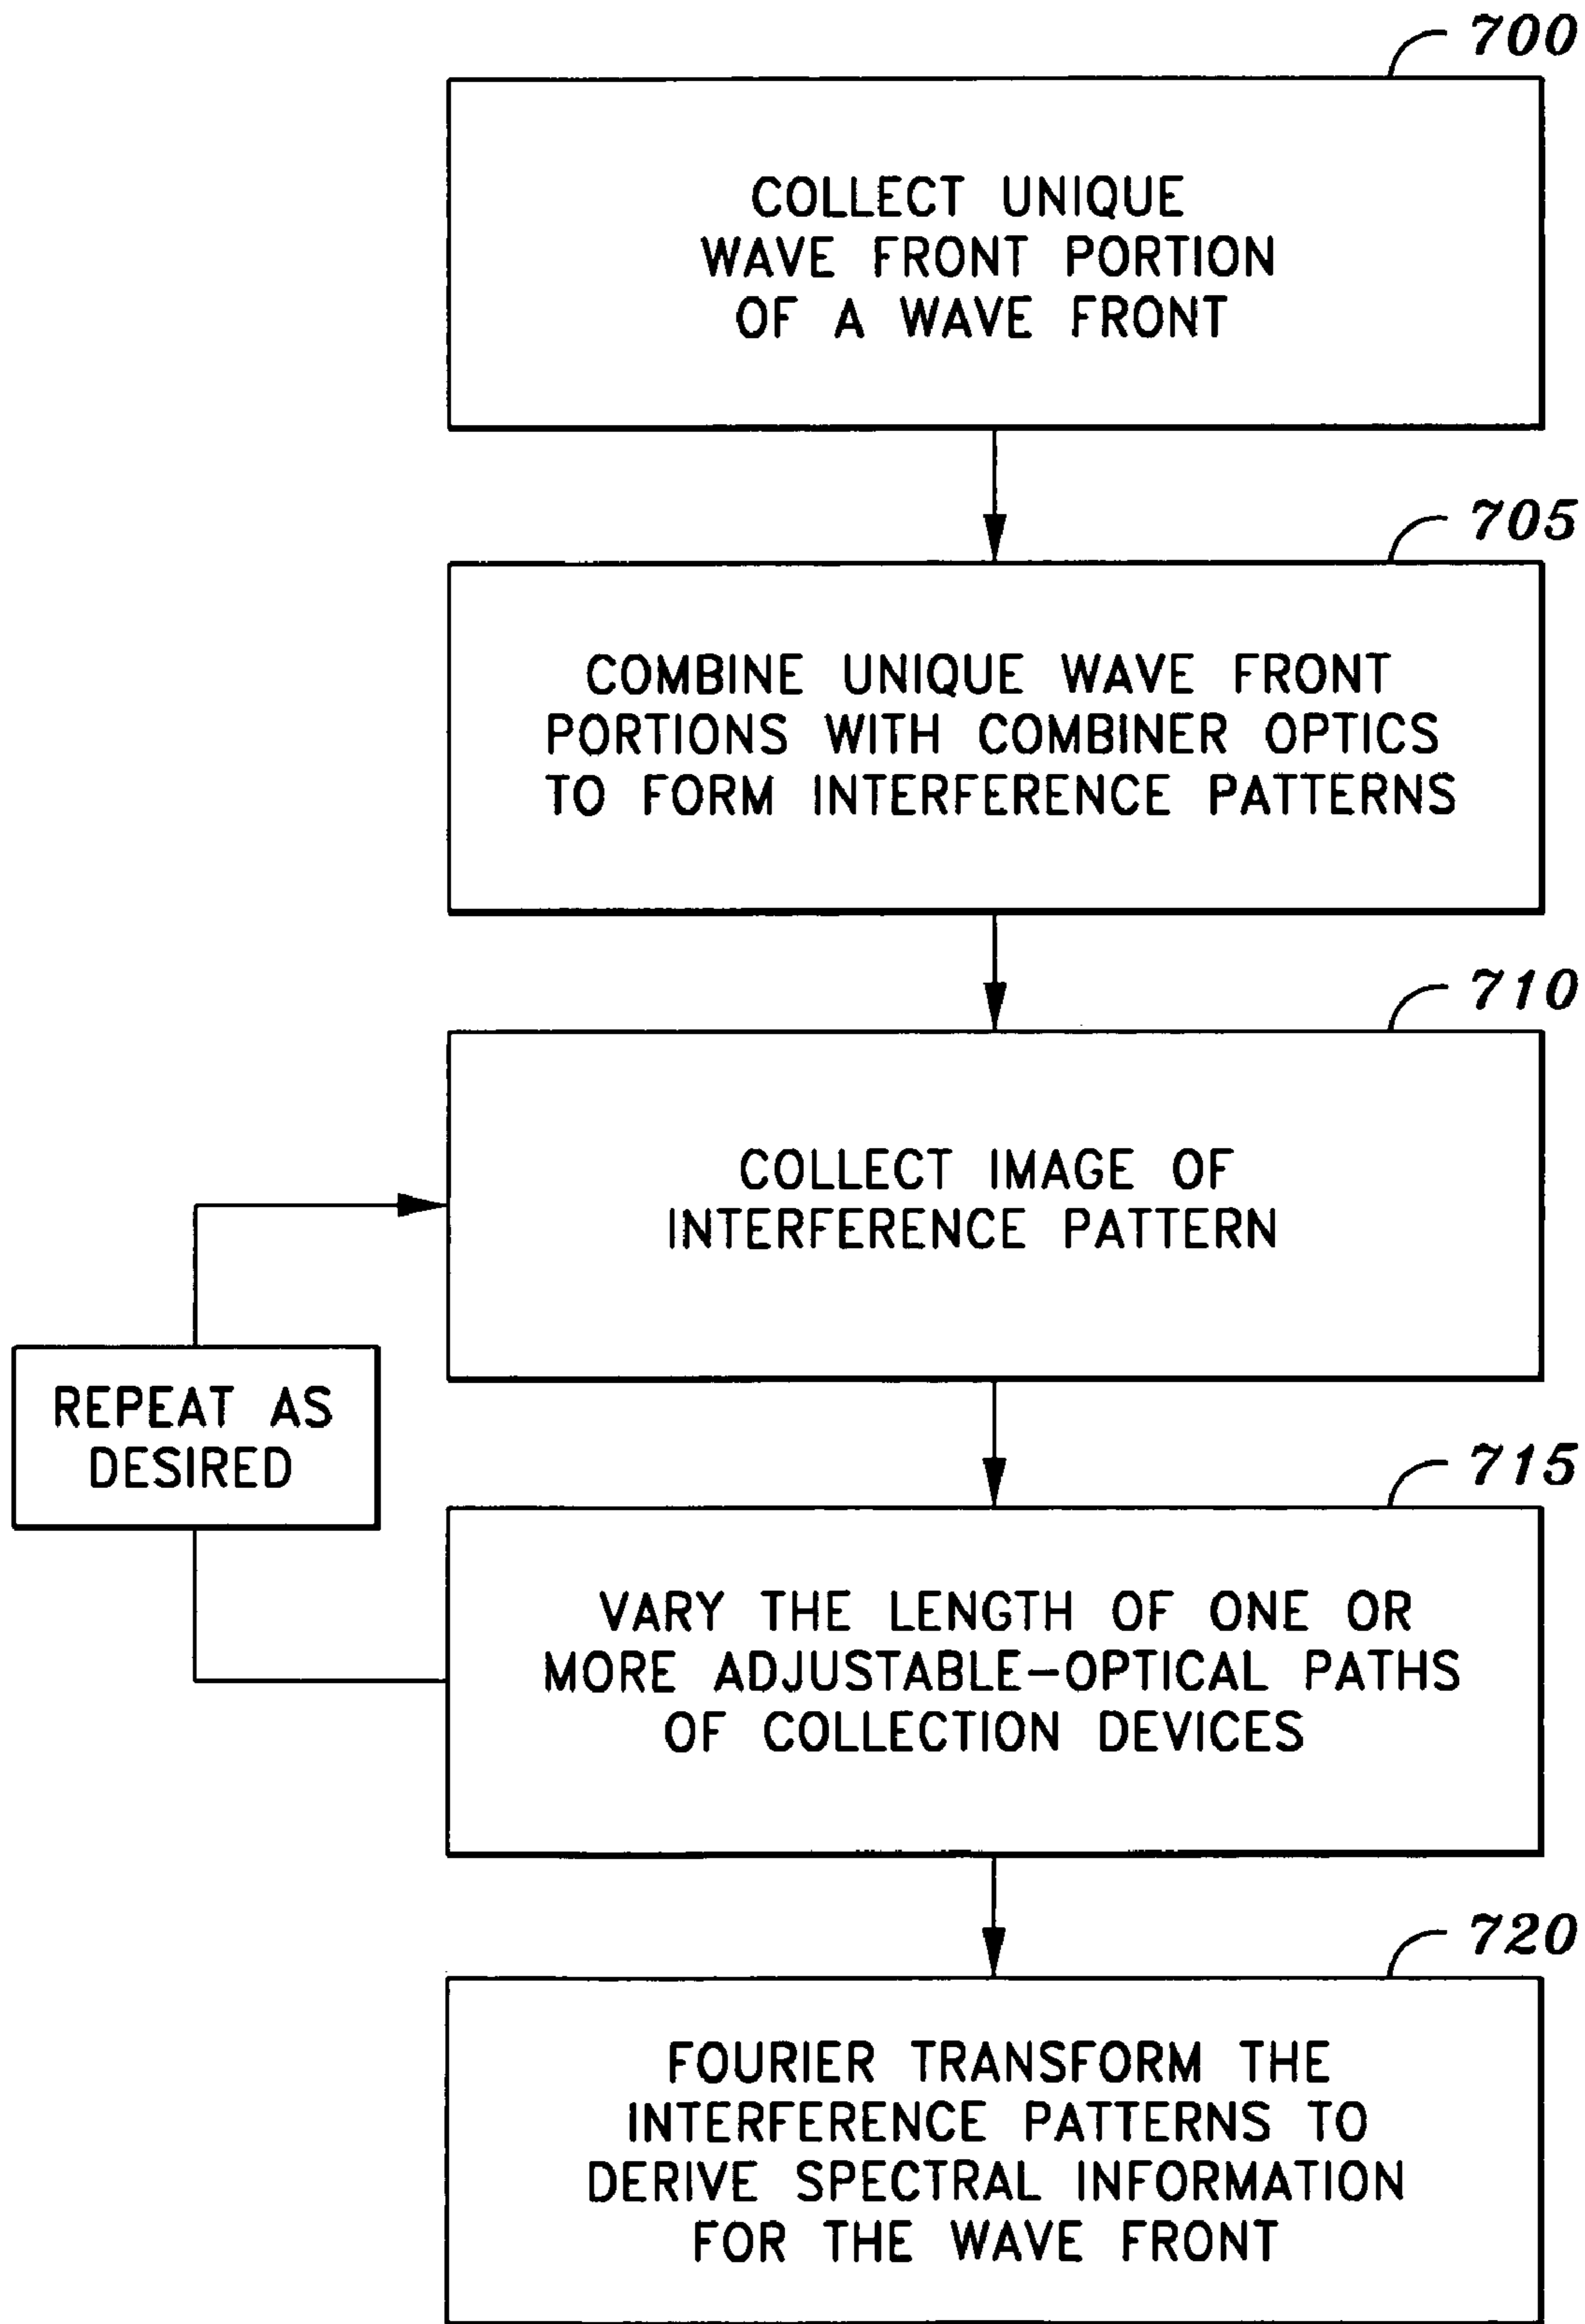 700
COLLECT UNIQUE
WAVE FRONT PORTION
OF A WAVE FRONT
705
COMBINE UNIQUE WAVE FRONT
PORTIONS WITH COMBINER OPTICS
TO FORM INTERFERENCE PATTERNS
710
COLLECT IMAGE OF
INTERFERENCE PATTERN
REPEAT AS
DESIRED
715
VARY THE LENGTH OF ONE OR
MORE ADJUSTABLE-OPTICAL PATHS
OF COLLECTION DEVICES
720
FOURIER TRANSFORM THE
INTERFERENCE PATTERNS TO
DERIVE SPECTRAL INFORMATION
FOR THE WAVE FRONT